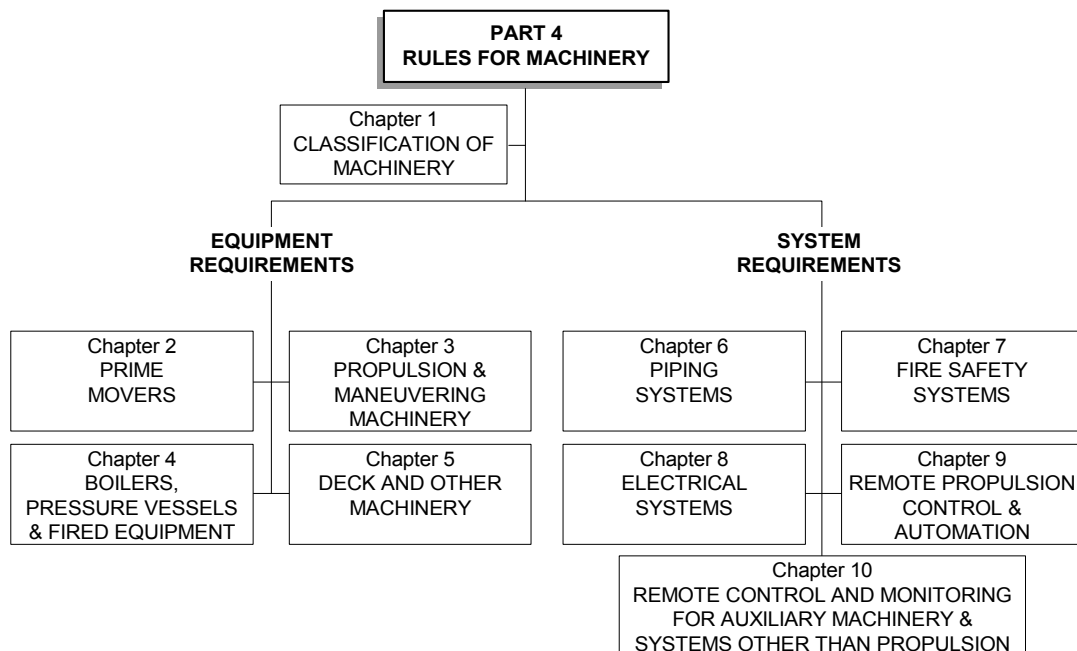 PART 4
RULES FOR MACHINERY
Chapter 1
CLASSIFICATION OF
MACHINERY
EQUIPMENT
REQUIREMENTS
SYSTEM
REQUIREMENTS
Chapter 2
PRIME
MOVERS
Chapter 3
PROPULSION &
MANEUVERING
MACHINERY
Chapter 6
PIPING
SYSTEMS
Chapter 7
FIRE SAFETY
SYSTEMS
Chapter 4
BOILERS,
PRESSURE VESSELS
& FIRED EQUIPMENT
Chapter 5
DECK AND OTHER
MACHINERY
Chapter 8
ELECTRICAL
SYSTEMS
Chapter 9
REMOTE PROPULSION
CONTROL &
AUTOMATION
Chapter 10
REMOTE CONTROL AND MONITORING
FOR AUXILIARY MACHINERY &
SYSTEMS OTHER THAN PROPULSION